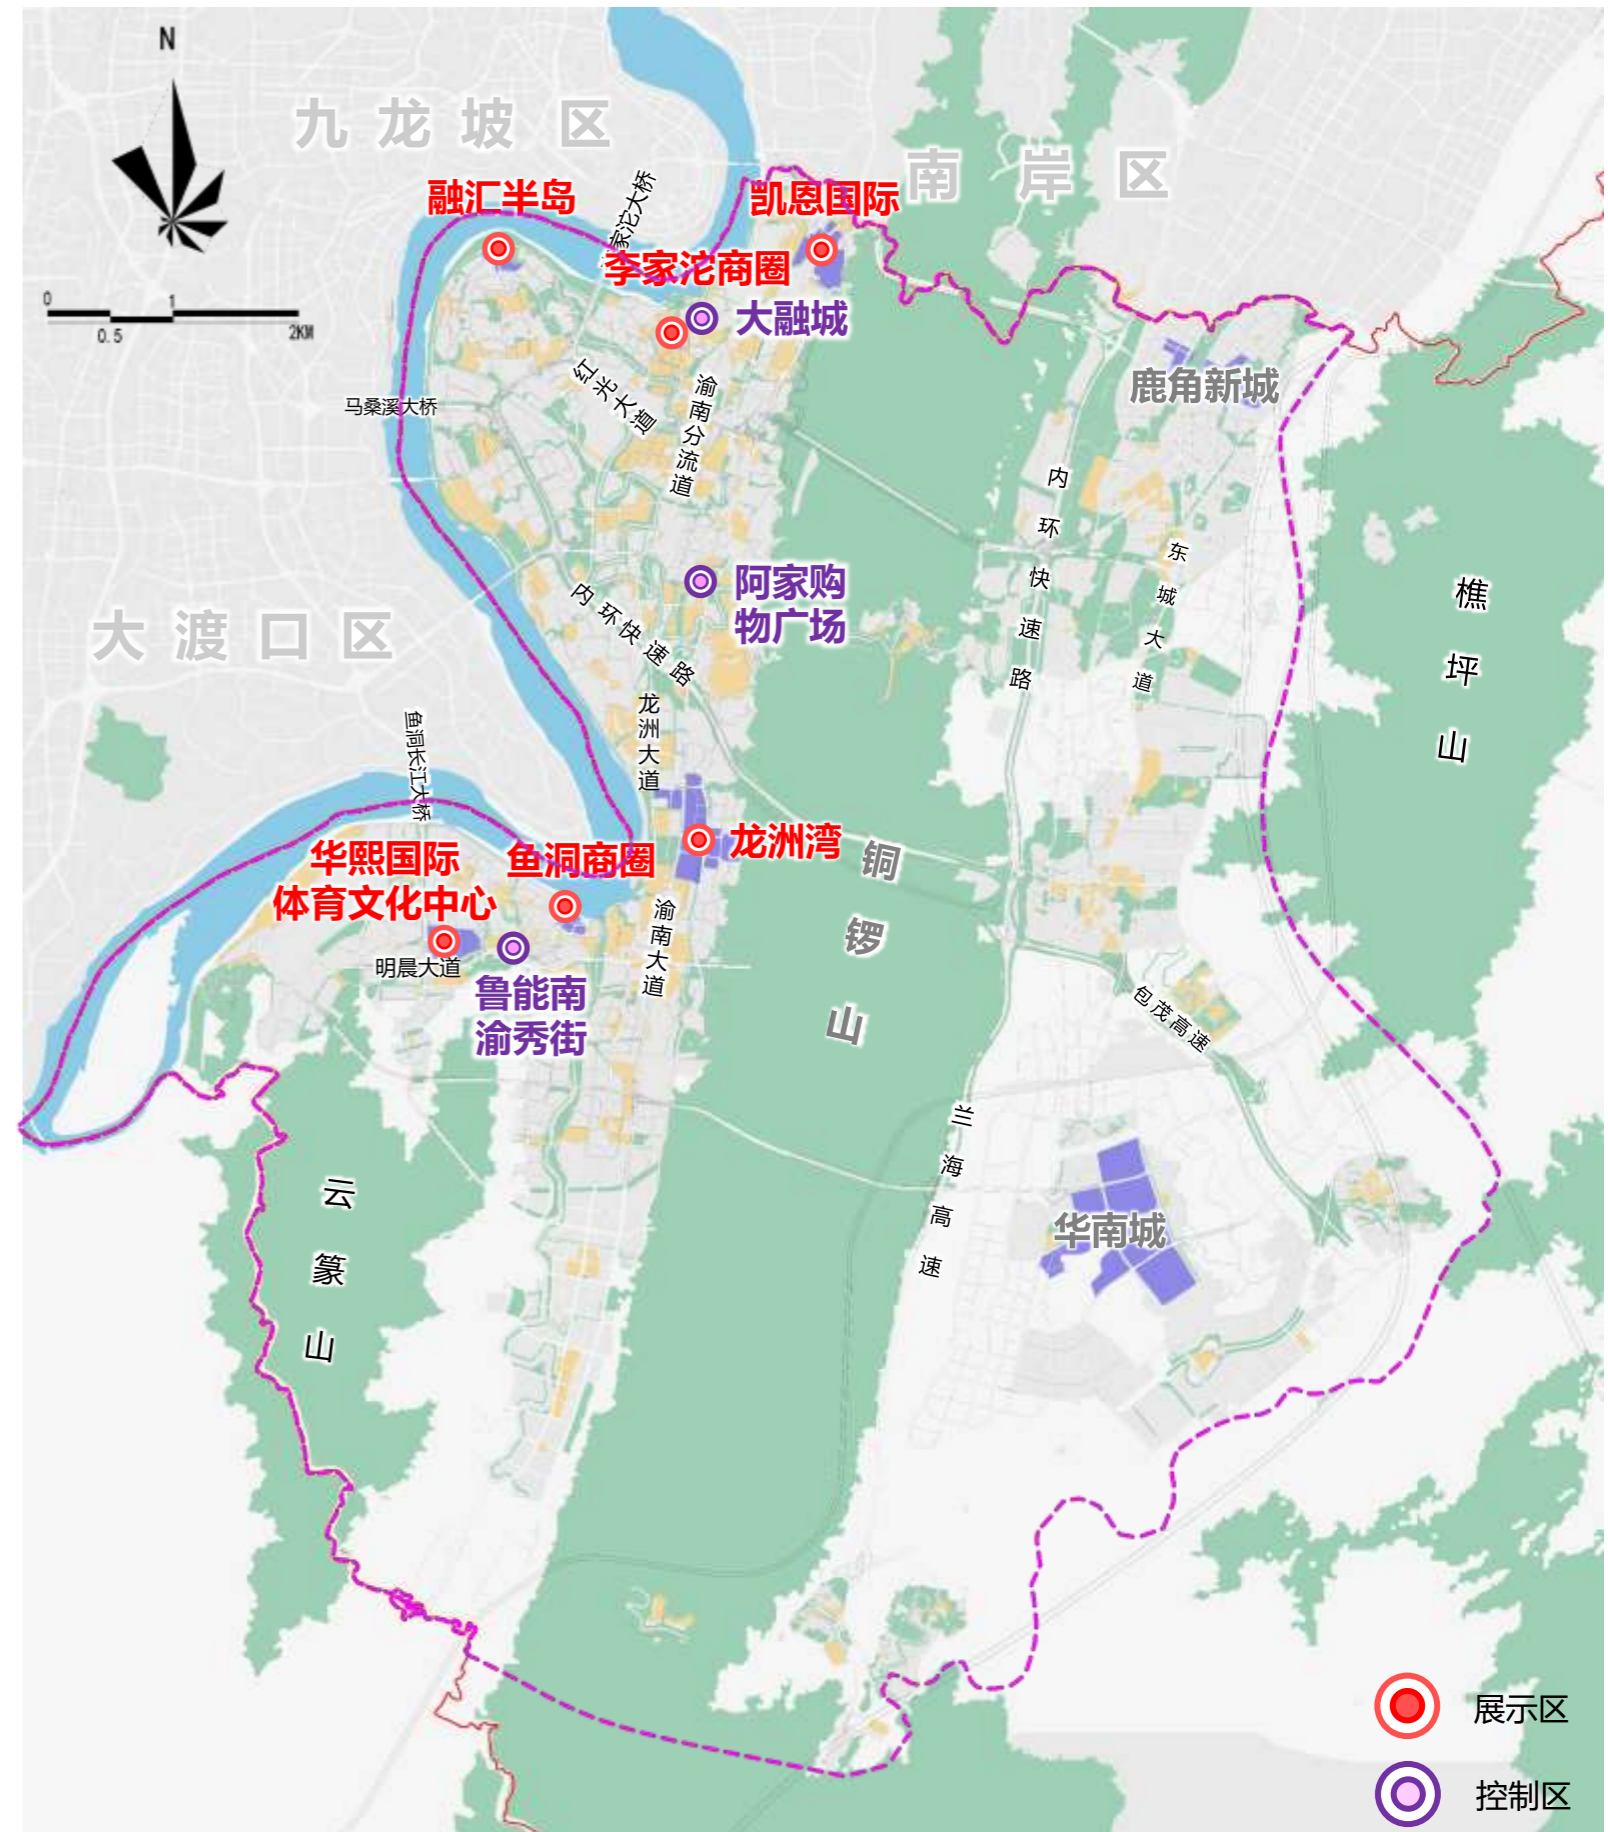 N
九龙坡区
南岸区
融汇半岛
家沱大桥
凯恩国际
李家沱商圈
0
1
0.5
2KM
大融城
红光大道
渝南分流道
马桑溪大桥
鹿角新城
内环快速路
东城大道
阿家购
物广场
内环快速路
樵坪山
大渡口区
龙洲大道
鱼洞长江大桥
龙洲湾
华熙国际
体育文化中心
鱼洞商圈
铜锣山
渝南大道
明晨大道
鲁能南
渝秀街
包茂高速
兰海高速
云篆山
华南城
展示区
控制区